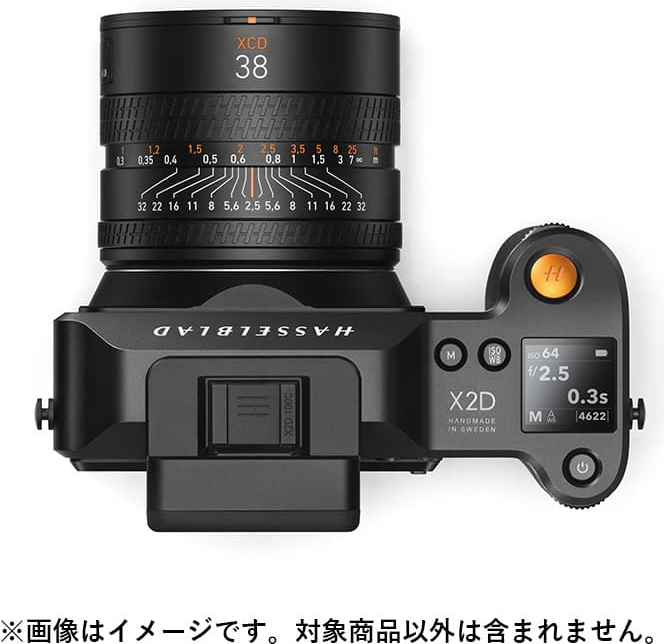 XCD
38
1 1,2 1,5 2 2,5 3,5 5 8 25 ft
0,3 0,35 0,4 0,5 0,6 0,8 1 1,5 3 7 ∞ m
32 22 16 11 8 5,6 2,5 5,6 8 11 16 22 32
HASSELBLAD
H
M
ISO
WB
ISO 64
f/2.5
0.3s
M A
WB
4622
X2D
HANDMADE
IN SWEDEN
X2D 100C
※画像はイメージです。対象商品以外は含まれません。